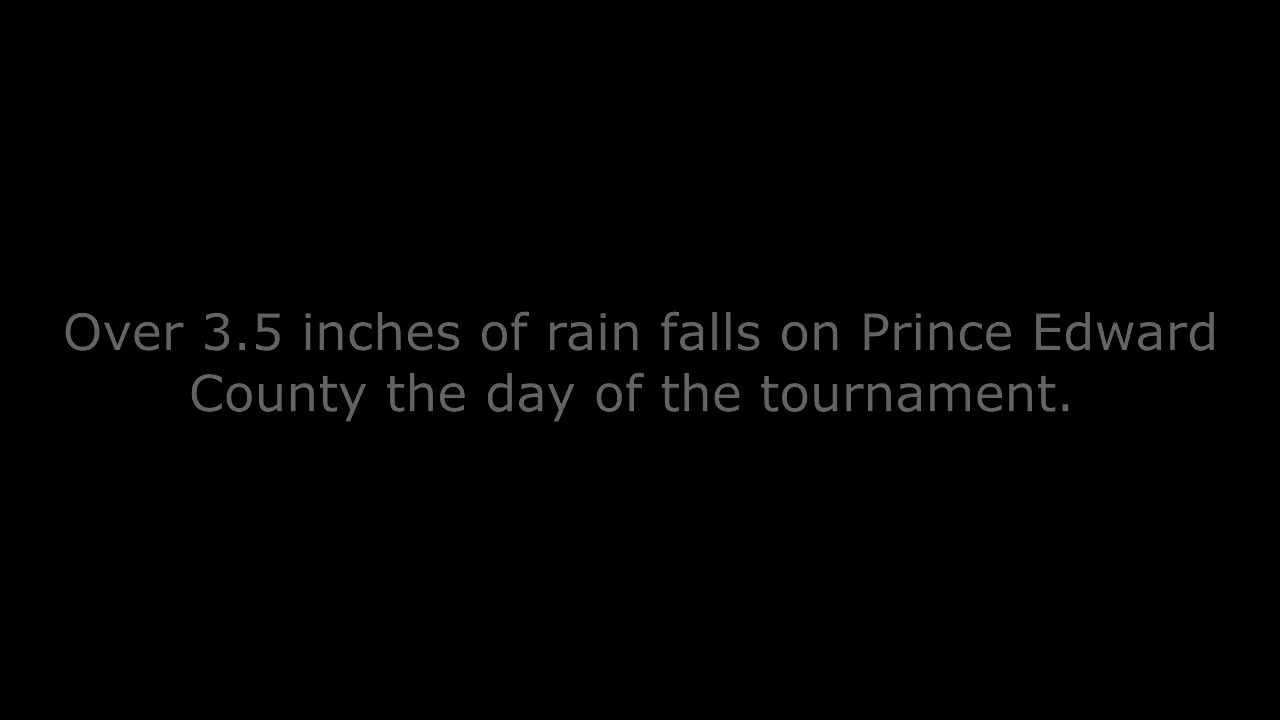 Over 3.5 inches of rain falls on Prince Edward
County the day of the tournament.